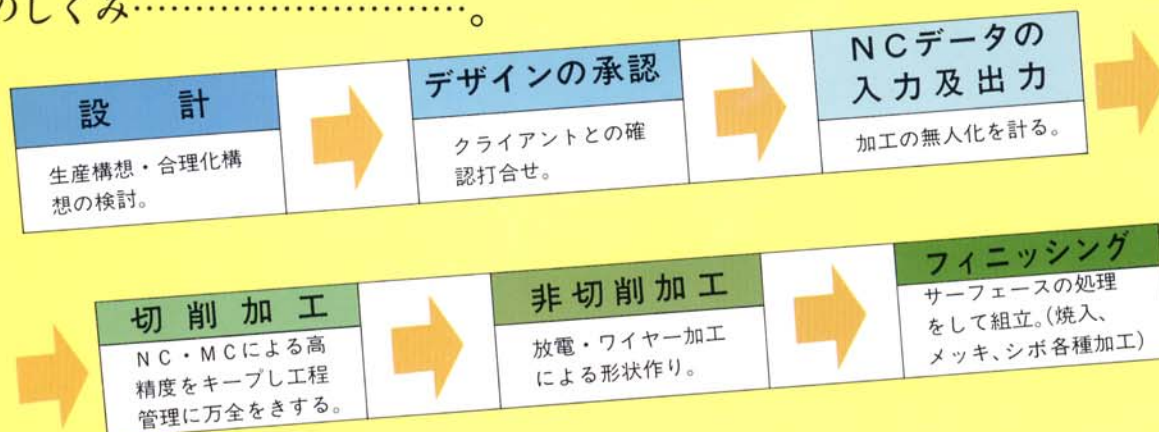 のしくみ…………………………。
設計
生産構想・合理化構
想の検討。
デザインの承認
クライアントとの確
認打合せ。
NCデータの
入力及出力
加工の無人化を計る。
切削加工
NC・MCによる高
精度をキープし工程
管理に万全をきする。
非切削加工
放電・ワイヤー加工
による形状作り。
フィニッシング
サーフェースの処理
をして組立。(焼入、
メッキ、シボ各種加工)